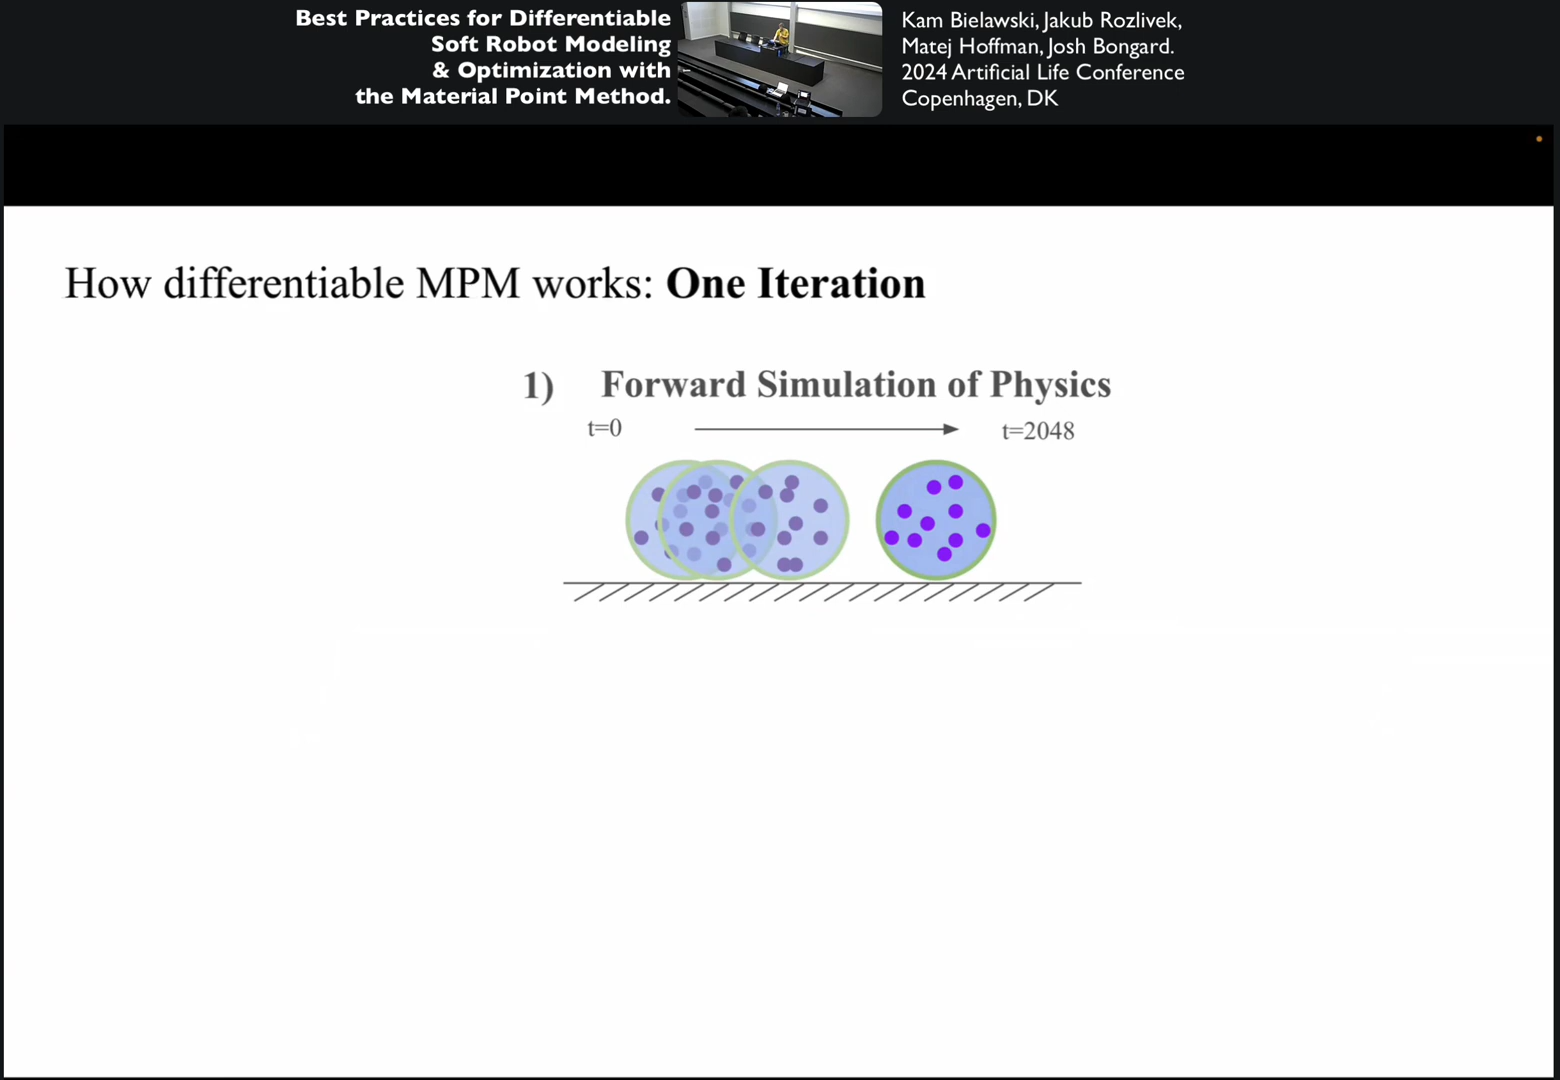 Best Practices for Differentiable
Soft Robot Modeling
& Optimization with
the Material Point Method.
Kam Bielawski, Jakub Rozlivek,
Matej Hoffman, Josh Bongard.
2024 Artificial Life Conference
Copenhagen, DK
How differentiable MPM works: One Iteration
1) Forward Simulation of Physics
t=0
t=2048